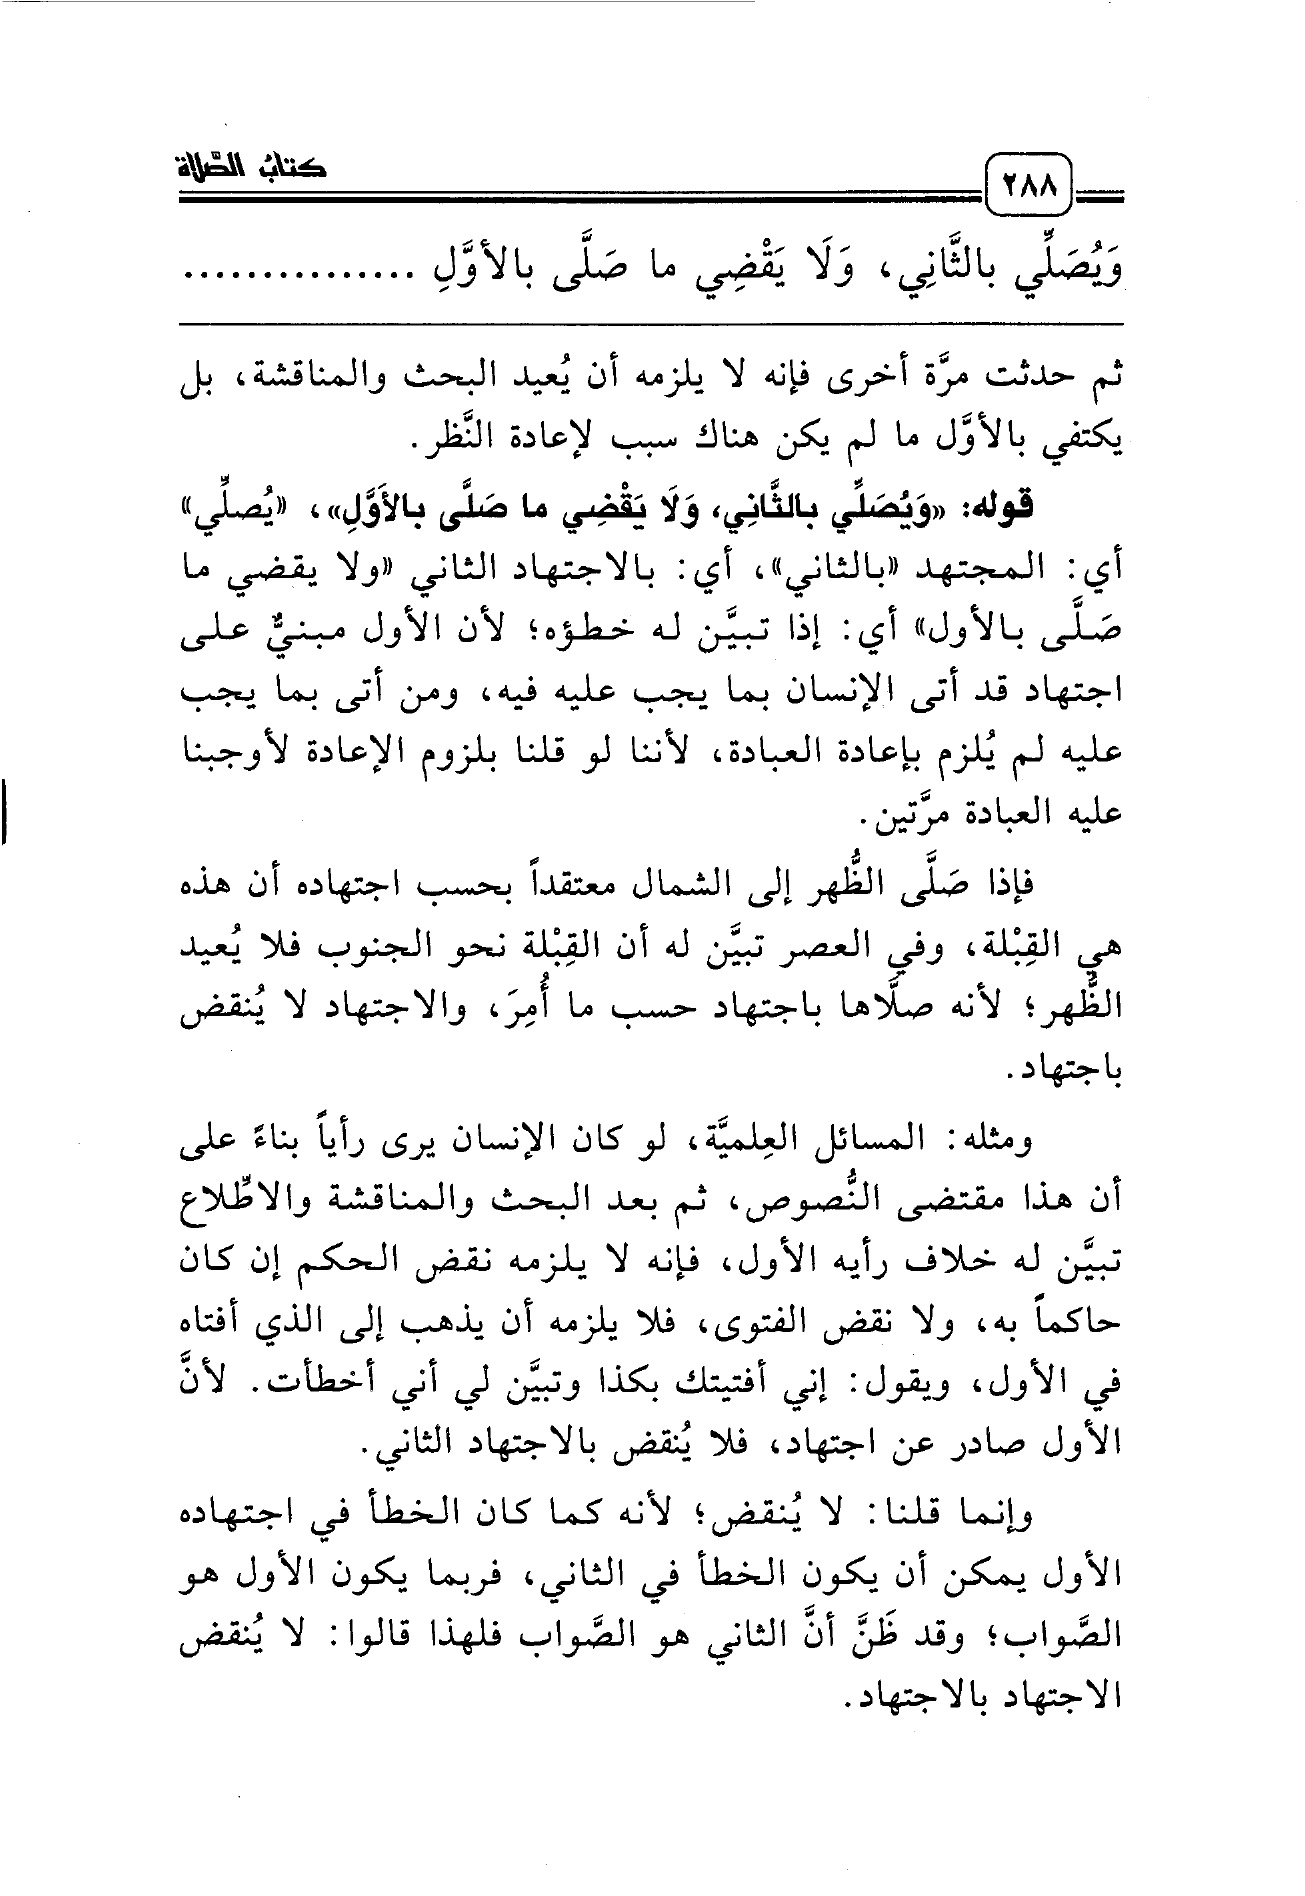 كتاب الصلاة
٢٨٨
وَيُصَلِّي بالثَّانِي، وَلَا يَقْضِي ما صَلَّى بالأوَّلِ ...............
ثم حدثت مرَّة أخرى فإنه لا يلزمه أن يُعيد البحث والمناقشة، بل
يكتفي بالأوَّل ما لم يكن هناك سبب لإعادة النَّظر.
قوله: «وَيُصَلِّي بالثَّانِي، وَلَا يَقْضِي ما صَلَّى بالأَوَّلِ»، «يُصلِّي»
أي: المجتهد «بالثاني»، أي: بالاجتهاد الثاني «ولا يقضي ما
صَلَّى بالأول» أي: إذا تبيَّن له خطؤه؛ لأن الأول مبنيٌّ على
اجتهاد قد أتى الإنسان بما يجب عليه فيه، ومن أتى بما يجب
عليه لم يُلزم بإعادة العبادة، لأننا لو قلنا بلزوم الإعادة لأوجبنا
عليه العبادة مرَّتين.
فإذا صَلَّى الظُّهر إلى الشمال معتقداً بحسب اجتهاده أن هذه
هي القِبْلة، وفي العصر تبيَّن له أن القِبْلة نحو الجنوب فلا يُعيد
الظُّهر؛ لأنه صلَّاها باجتهاد حسب ما أُمِرَ، والاجتهاد لا يُنقض
باجتهاد.
ومثله: المسائل العِلميَّة، لو كان الإنسان يرى رأياً بناءً على
أن هذا مقتضى النُّصوص، ثم بعد البحث والمناقشة والاطِّلاع
تبيَّن له خلاف رأيه الأول، فإنه لا يلزمه نقض الحكم إن كان
حاكماً به، ولا نقض الفتوى، فلا يلزمه أن يذهب إلى الذي أفتاه
في الأول، ويقول: إني أفتيتك بكذا وتبيَّن لي أني أخطأت. لأنَّ
الأول صادر عن اجتهاد، فلا يُنقض بالاجتهاد الثاني.
وإنما قلنا: لا يُنقض؛ لأنه كما كان الخطأ في اجتهاده
الأول يمكن أن يكون الخطأ في الثاني، فربما يكون الأول هو
الصَّواب؛ وقد ظَنَّ أنَّ الثاني هو الصَّواب فلهذا قالوا: لا يُنقض
الاجتهاد بالاجتهاد.